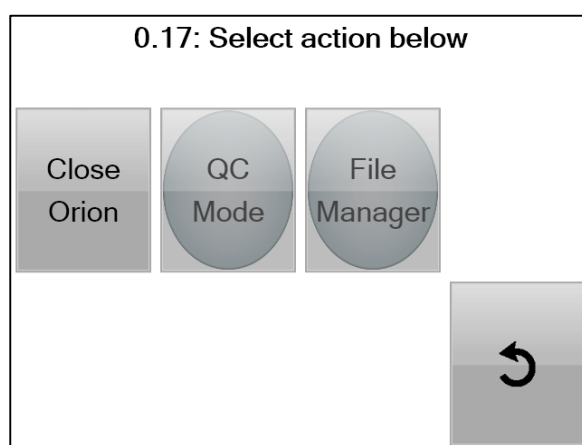 0.17: Select action below
Close
Orion
QC
Mode
File
Manager